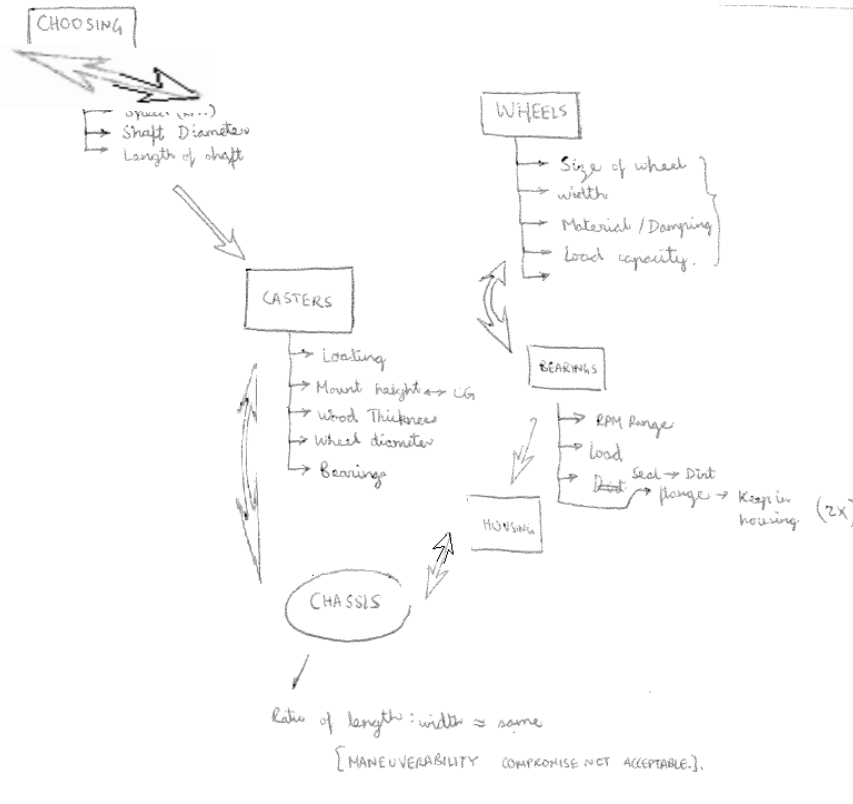 CHOOSING
Shaft Diameter
Length of shaft
WHEELS
Size of wheel
width
Material / Damping
Load capacity.
CASTERS
Loading
Mount height ↔ CG
Wood Thickness
Wheel diameter
Bearings
BEARINGS
RPM Range
Load
Seal → Dirt
flange → Keep in
housing (2x)
HOUSING
CHASSIS
Ratio of length : width ≈ same
[MANEUVERABILITY COMPROMISE NOT ACCEPTABLE.].